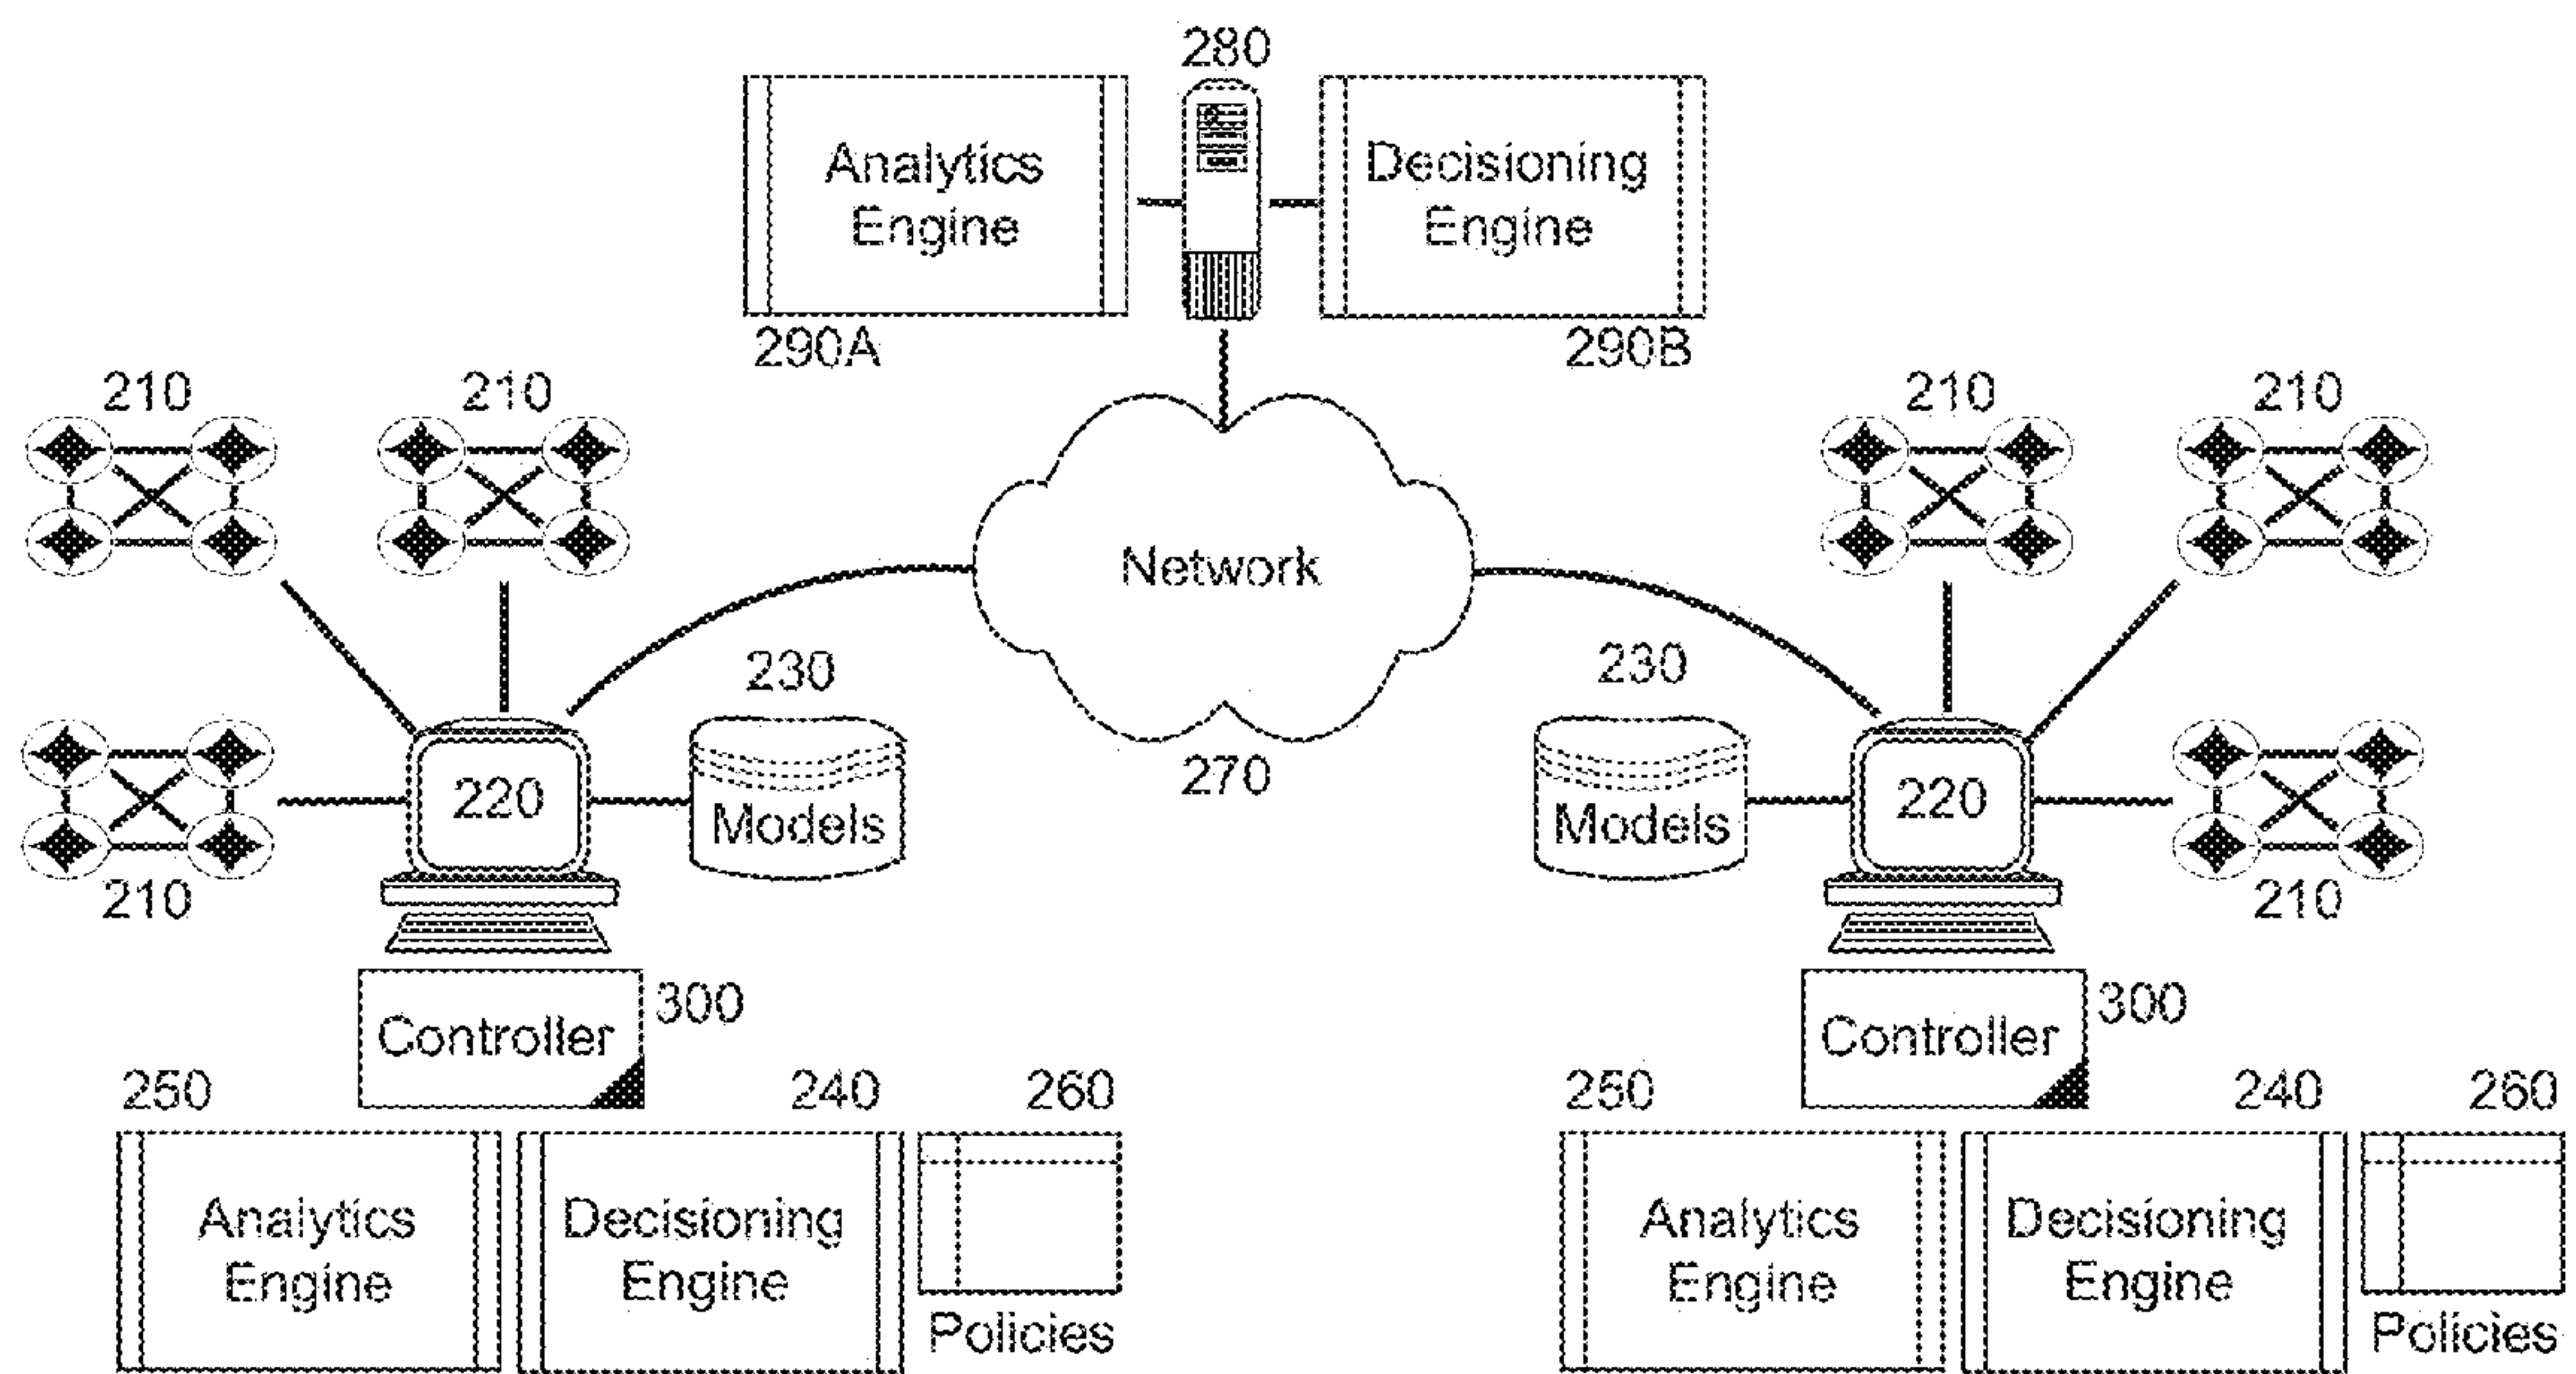 280
Analytics
Engine
Decisioning
Engine
290A
290B
210
210
210
210
Network
230
230
270
220
Models
Models
220
210
210
Controller
300
Controller
300
250
240
260
250
240
260
Analytics
Engine
Decisioning
Engine
Policies
Analytics
Engine
Decisioning
Engine
Policies